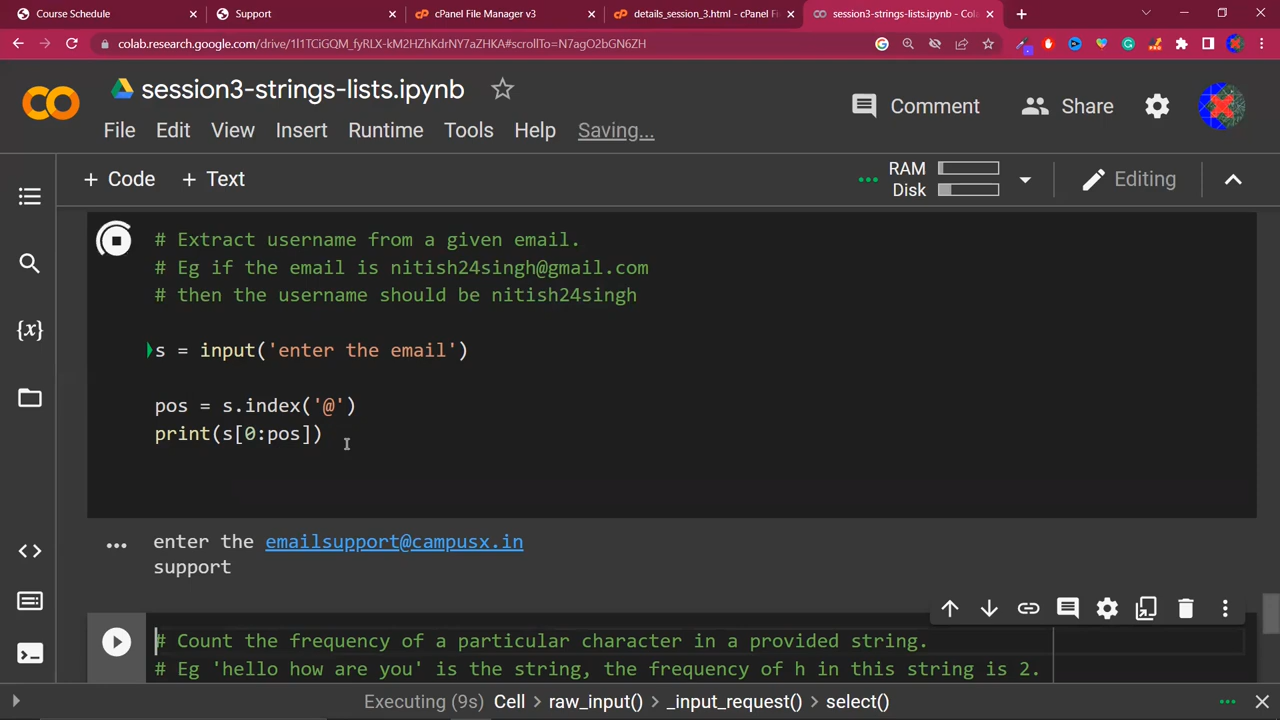 Course Schedule
Support
cPanel File Manager v3
details_session_3.html - cPanel Fi
session3-strings-lists.ipynb - Cola
colab.research.google.com/drive/1l1TCiGQM_fyRLX-kM2HZhKdrNY7aZHKA#scrollTo=N7agO2bGN6ZH
session3-strings-lists.ipynb
Comment
Share
File Edit View Insert Runtime Tools Help Saving...
+ Code + Text
RAM
Disk
Editing
# Extract username from a given email.
# Eg if the email is nitish24singh@gmail.com
# then the username should be nitish24singh
s = input('enter the email')
pos = s.index('@')
print(s[0:pos])
enter the emailsupport@campusx.in
support
# Count the frequency of a particular character in a provided string.
# Eg 'hello how are you' is the string, the frequency of h in this string is 2.
Executing (9s) Cell > raw_input() > _input_request() > select()